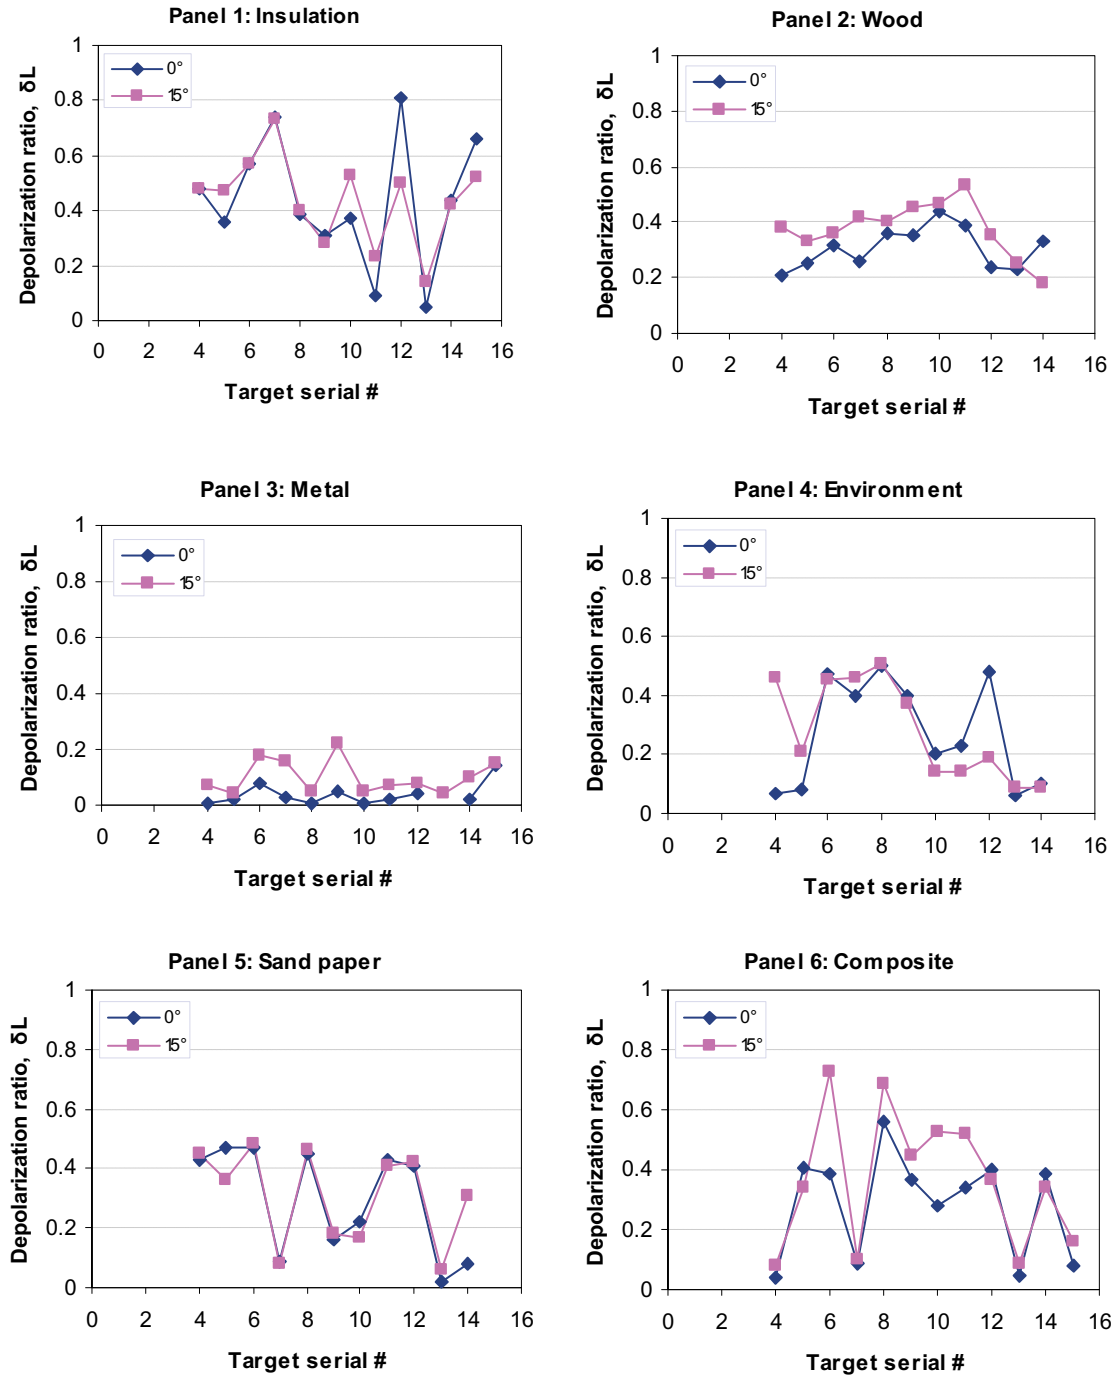 Panel 1: Insulation
Depolarization ratio, δL
1
0.8
0.6
0.4
0.2
0
0°
15°
0 2 4 6 8 10 12 14 16
Target serial #
Panel 2: Wood
Depolarization ratio, δL
1
0.8
0.6
0.4
0.2
0
0°
15°
0 2 4 6 8 10 12 14 16
Target serial #
Panel 3: Metal
Depolarization ratio, δL
1
0.8
0.6
0.4
0.2
0
0°
15°
0 2 4 6 8 10 12 14 16
Target serial #
Panel 4: Environment
Depolarization ratio, δL
1
0.8
0.6
0.4
0.2
0
0°
15°
0 2 4 6 8 10 12 14 16
Target serial #
Panel 5: Sand paper
Depolarization ratio, δL
1
0.8
0.6
0.4
0.2
0
0°
15°
0 2 4 6 8 10 12 14 16
Target serial #
Panel 6: Composite
Depolarization ratio, δL
1
0.8
0.6
0.4
0.2
0
0°
15°
0 2 4 6 8 10 12 14 16
Target serial #